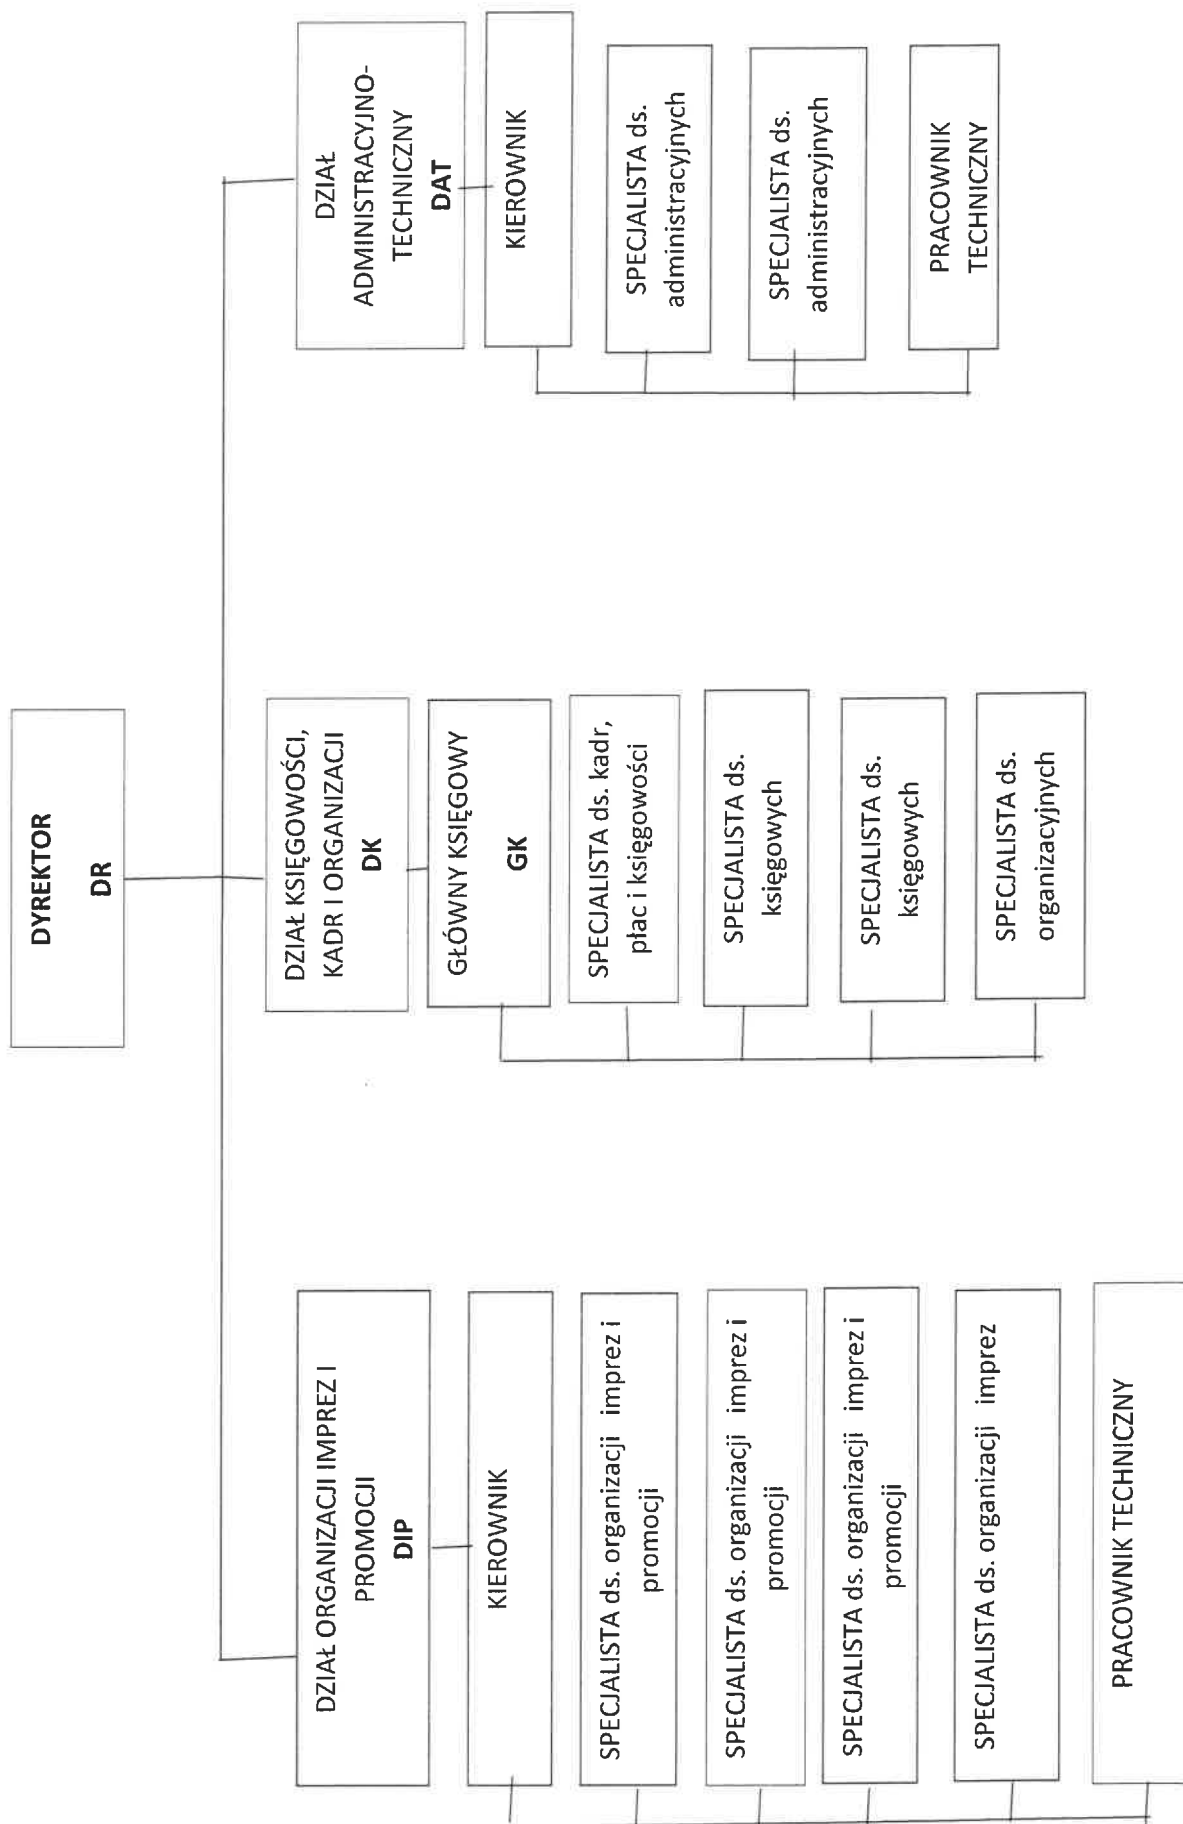 DYREKTOR
DR
DZIAŁ ORGANIZACJI IMPREZ I
PROMOCJI
DIP
KIEROWNIK
SPECJALISTA ds. organizacji imprez i
promocji
SPECJALISTA ds. organizacji imprez i
promocji
SPECJALISTA ds. organizacji imprez i
promocji
SPECJALISTA ds. organizacji imprez
PRACOWNIK TECHNICZNY
DZIAŁ KSIĘGOWOŚCI,
KADR I ORGANIZACJI
DK
GŁÓWNY KSIĘGOWY
GK
SPECJALISTA ds. kadr,
płac i księgowości
SPECJALISTA ds.
księgowych
SPECJALISTA ds.
księgowych
SPECJALISTA ds.
organizacyjnych
DZIAŁ
ADMINISTRACYJNO-
TECHNICZNY
DAT
KIEROWNIK
SPECJALISTA ds.
administracyjnych
SPECJALISTA ds.
administracyjnych
PRACOWNIK
TECHNICZNY